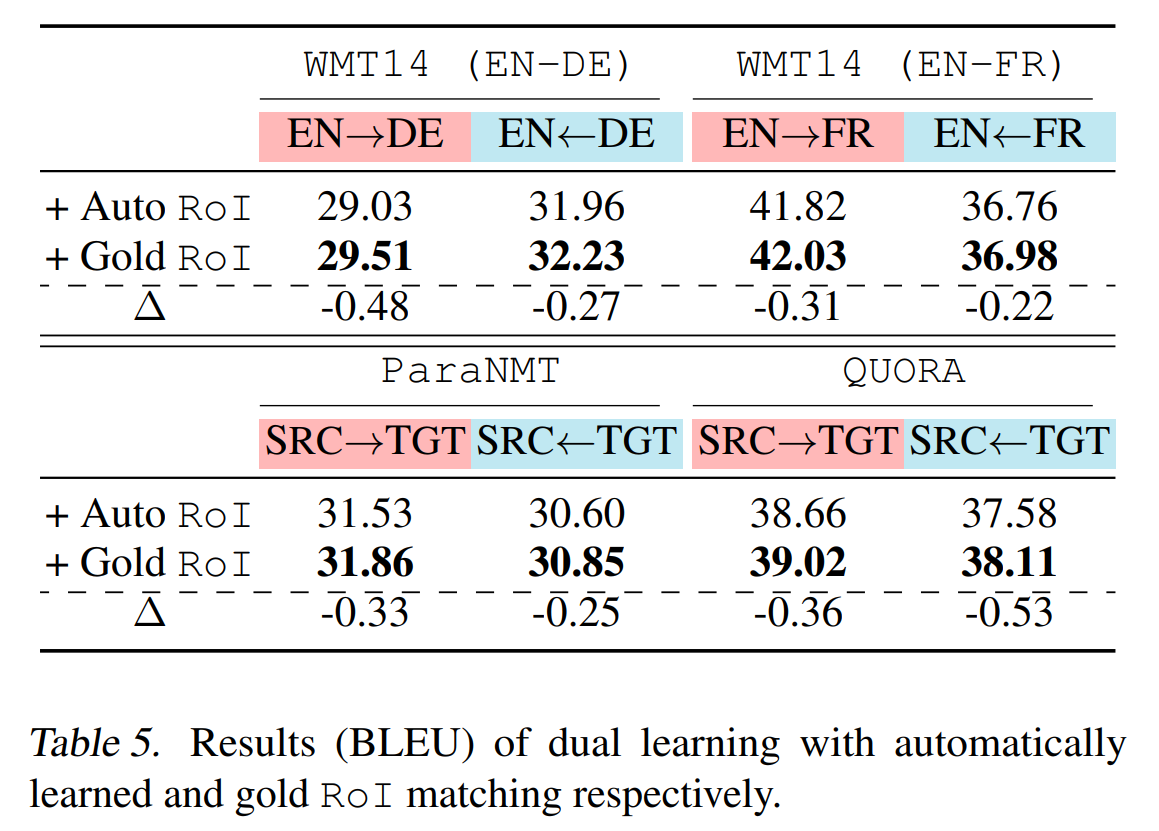 WMT14 (EN-DE) WMT14 (EN-FR)
EN→DE EN←DE EN→FR EN←FR
+ Auto RoI 29.03 31.96 41.82 36.76
+ Gold RoI 29.51 32.23 42.03 36.98
Δ -0.48 -0.27 -0.31 -0.22
ParaNMT QUORA
SRC→TGT SRC←TGT SRC→TGT SRC←TGT
+ Auto RoI 31.53 30.60 38.66 37.58
+ Gold RoI 31.86 30.85 39.02 38.11
Δ -0.33 -0.25 -0.36 -0.53
Table 5. Results (BLEU) of dual learning with automatically
learned and gold RoI matching respectively.